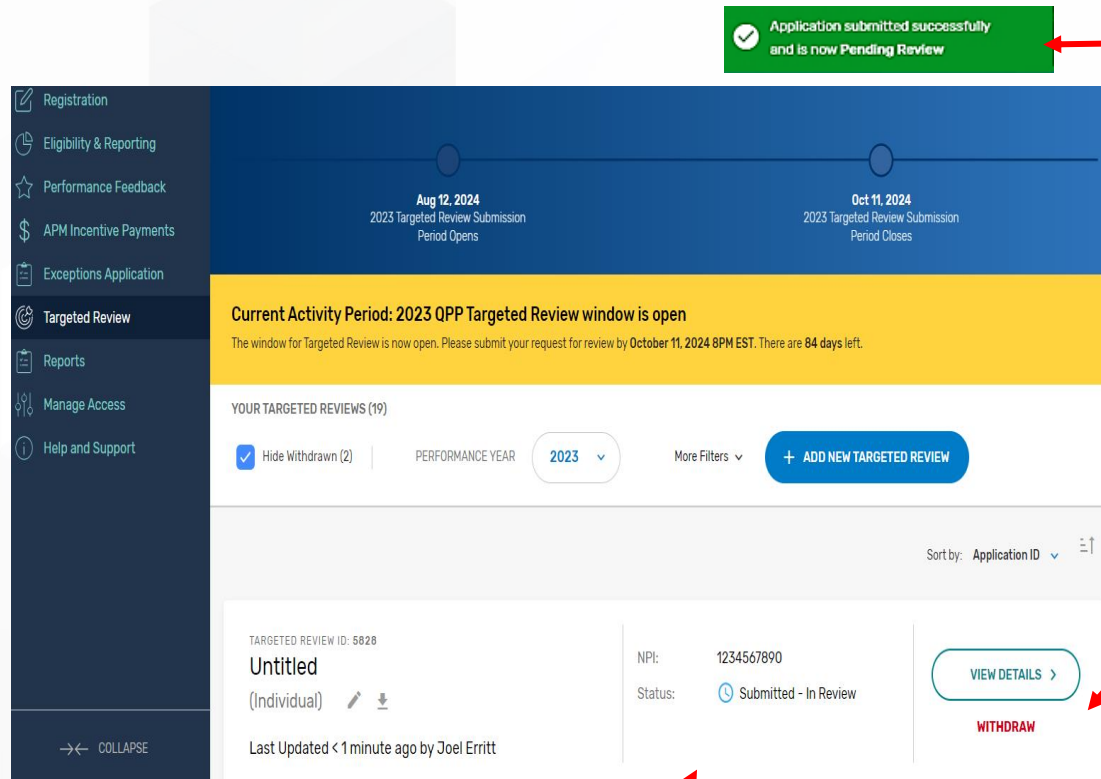 Application submitted successfully
and is now Pending Review
Registration
Eligibility & Reporting
Performance Feedback
APM Incentive Payments
Exceptions Application
Targeted Review
Reports
Manage Access
Help and Support
COLLAPSE
Aug 12, 2024
2023 Targeted Review Submission
Period Opens
Oct 11, 2024
2023 Targeted Review Submission
Period Closes
Current Activity Period: 2023 QPP Targeted Review window is open
The window for Targeted Review is now open. Please submit your request for review by October 11, 2024 8PM EST. There are 84 days left.
YOUR TARGETED REVIEWS (19)
Hide Withdrawn (2)
PERFORMANCE YEAR
2023
More Filters
+ ADD NEW TARGETED REVIEW
Sort by: Application ID
TARGETED REVIEW ID: 5828
Untitled
(Individual)
Last Updated < 1 minute ago by Joel Erritt
NPI: 1234567890
Status: Submitted - In Review
VIEW DETAILS >
WITHDRAW